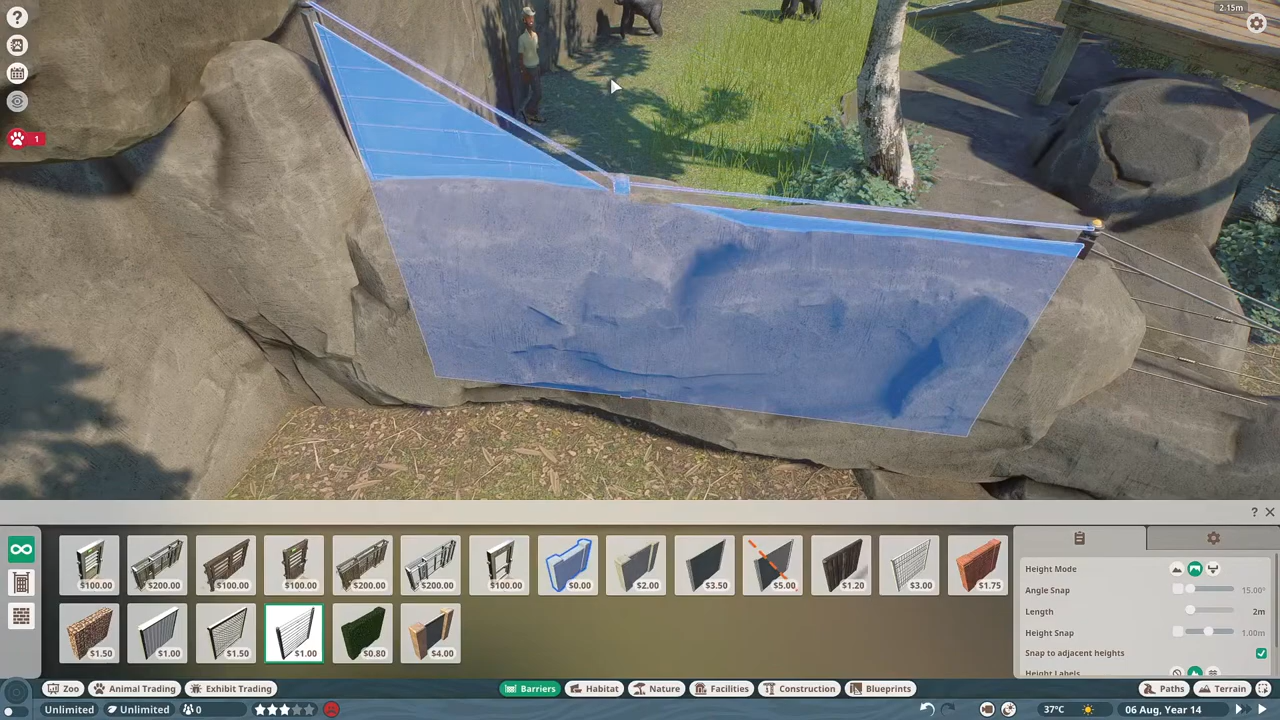 2.15m
?
1
? ×
$100.00 $200.00 $100.00 $100.00 $200.00 $200.00 $100.00 $0.00 $2.00 $3.50 $5.00 $1.20 $3.00 $1.75
$1.50 $1.00 $1.50 $1.00 $0.80 $4.00
Height Mode
Angle Snap 15.00°
Length 2m
Height Snap 1.00m
Snap to adjacent heights
Height Labels
Zoo Animal Trading Exhibit Trading Barriers Habitat Nature Facilities Construction Blueprints Paths Terrain
Unlimited Unlimited 0 37°C 06 Aug, Year 14